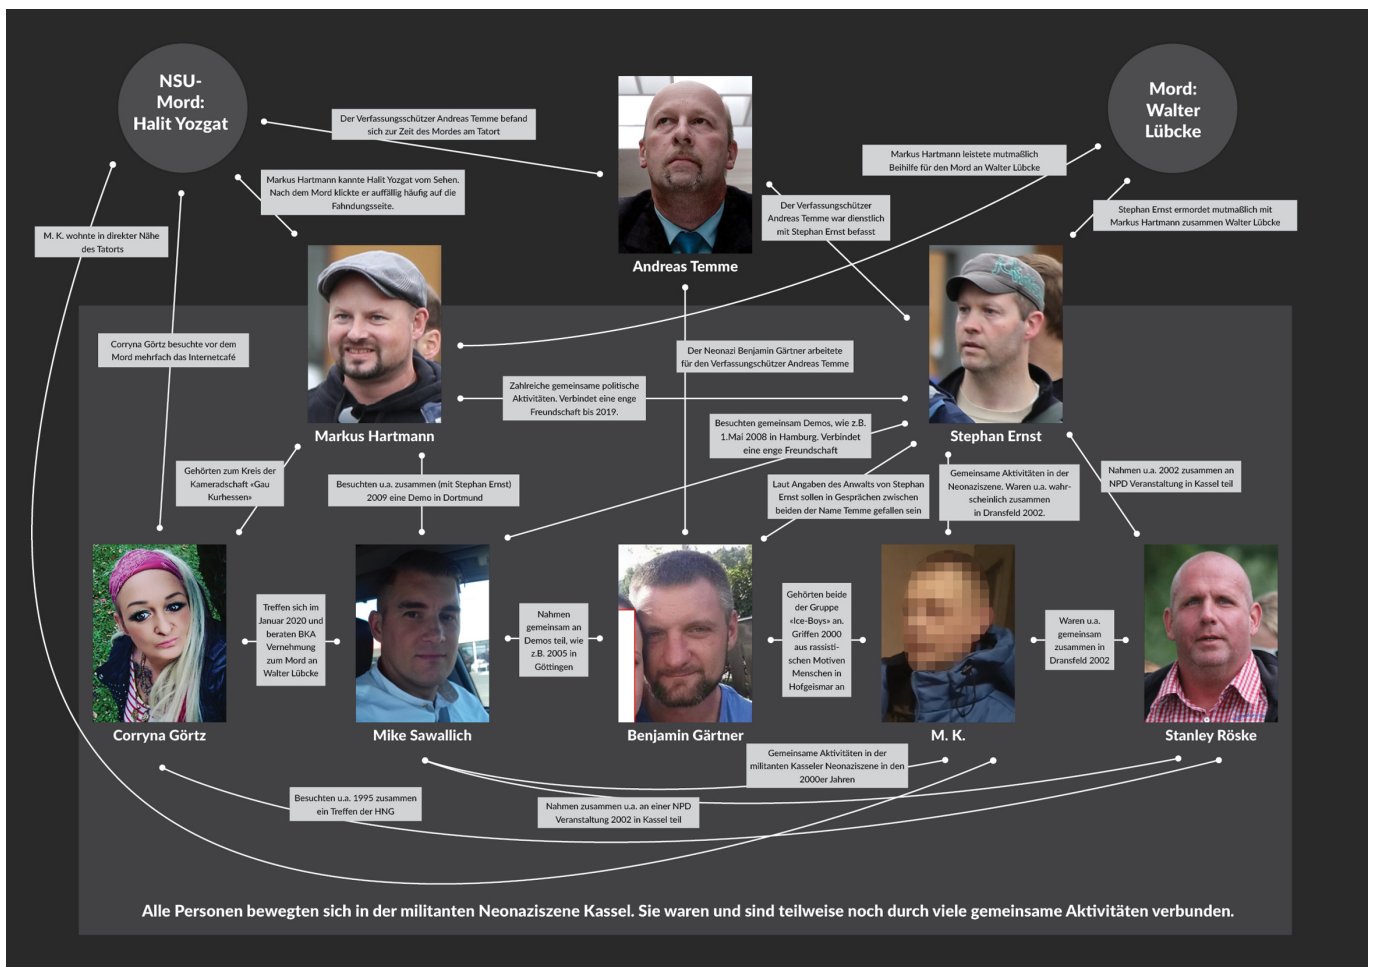 NSU-
Mord:
Halit Yozgat
Mord:
Walter
Lübcke
Der Verfassungsschützer Andreas Temme befand
sich zur Zeit des Mordes am Tatort
Markus Hartmann leistete mutmaßlich
Beihilfe für den Mord an Walter Lübcke
Markus Hartmann kannte Halit Yozgat vom Sehen.
Nach dem Mord klickte er auffällig häufig auf die
Fahndungsseite.
Der Verfassungschützer
Andreas Temme war dienstlich
mit Stephan Ernst befasst
Stephan Ernst ermordet mutmaßlich mit
Markus Hartmann zusammen Walter Lübcke
M. K. wohnte in direkter Nähe
des Tatorts
Andreas Temme
Corryna Görtz besuchte vor dem
Mord mehrfach das Internetcafé
Der Neonazi Benjamin Gärtner arbeitete
für den Verfassungschützer Andreas Temme
Zahlreiche gemeinsame politische
Aktivitäten. Verbindet eine enge
Freundschaft bis 2019.
Markus Hartmann
Besuchten gemeinsam Demos, wie z.B.
1.Mai 2008 in Hamburg. Verbindet
eine enge Freundschaft
Stephan Ernst
Gehörten zum Kreis der
Kameradschaft «Gau
Kurhessen»
Besuchten u.a. zusammen (mit Stephan Ernst)
2009 eine Demo in Dortmund
Laut Angaben des Anwalts von Stephan
Ernst sollen in Gesprächen zwischen
beiden der Name Temme gefallen sein
Gemeinsame Aktivitäten in der
Neonaziszene. Waren u.a. wahr-
scheinlich zusammen
in Dransfeld 2002.
Nahmen u.a. 2002 zusammen an
NPD Veranstaltung in Kassel teil
Treffen sich im
Januar 2020 und
beraten BKA
Vernehmung
zum Mord an
Walter Lübcke
Nahmen
gemeinsam an
Demos teil, wie
z.B. 2005 in
Göttingen
Gehörten beide
der Gruppe
«Ice-Boys» an.
Griffen 2000
aus rassisti-
schen Motiven
Menschen in
Hofgeismar an
Waren u.a.
gemeinsam
zusammen in
Dransfeld 2002
Corryna Görtz
Mike Sawallich
Benjamin Gärtner
M. K.
Stanley Röske
Gemeinsame Aktivitäten in der
militanten Kasseler Neonaziszene in den
2000er Jahren
Besuchten u.a. 1995 zusammen
ein Treffen der HNG
Nahmen zusammen u.a. an einer NPD
Veranstaltung 2002 in Kassel teil
Alle Personen bewegten sich in der militanten Neonaziszene Kassel. Sie waren und sind teilweise noch durch viele gemeinsame Aktivitäten verbunden.